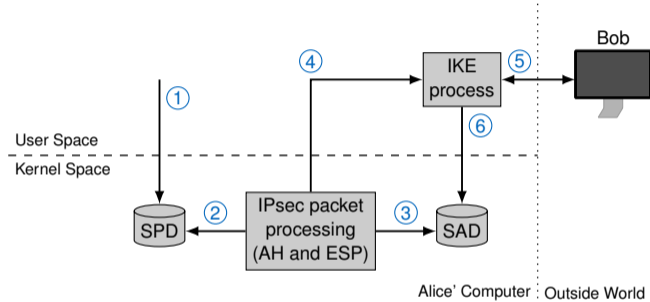 Bob
④
IKE
process
⑤
①
⑥
User Space
Kernel Space
②
IPsec packet
processing
(AH and ESP)
③
SPD
SAD
Alice' Computer
Outside World